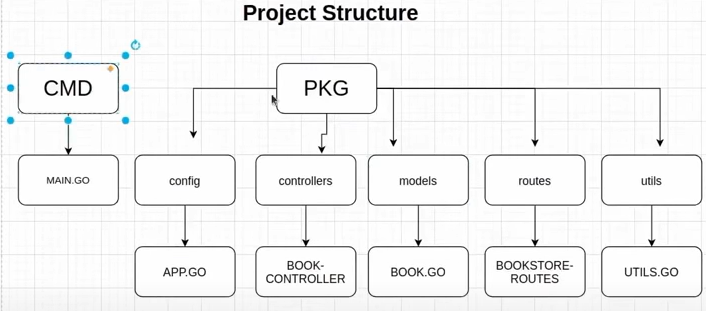 Project Structure
CMD
PKG
MAIN.GO
config
controllers
models
routes
utils
APP.GO
BOOK-
CONTROLLER
BOOK.GO
BOOKSTORE-
ROUTES
UTILS.GO